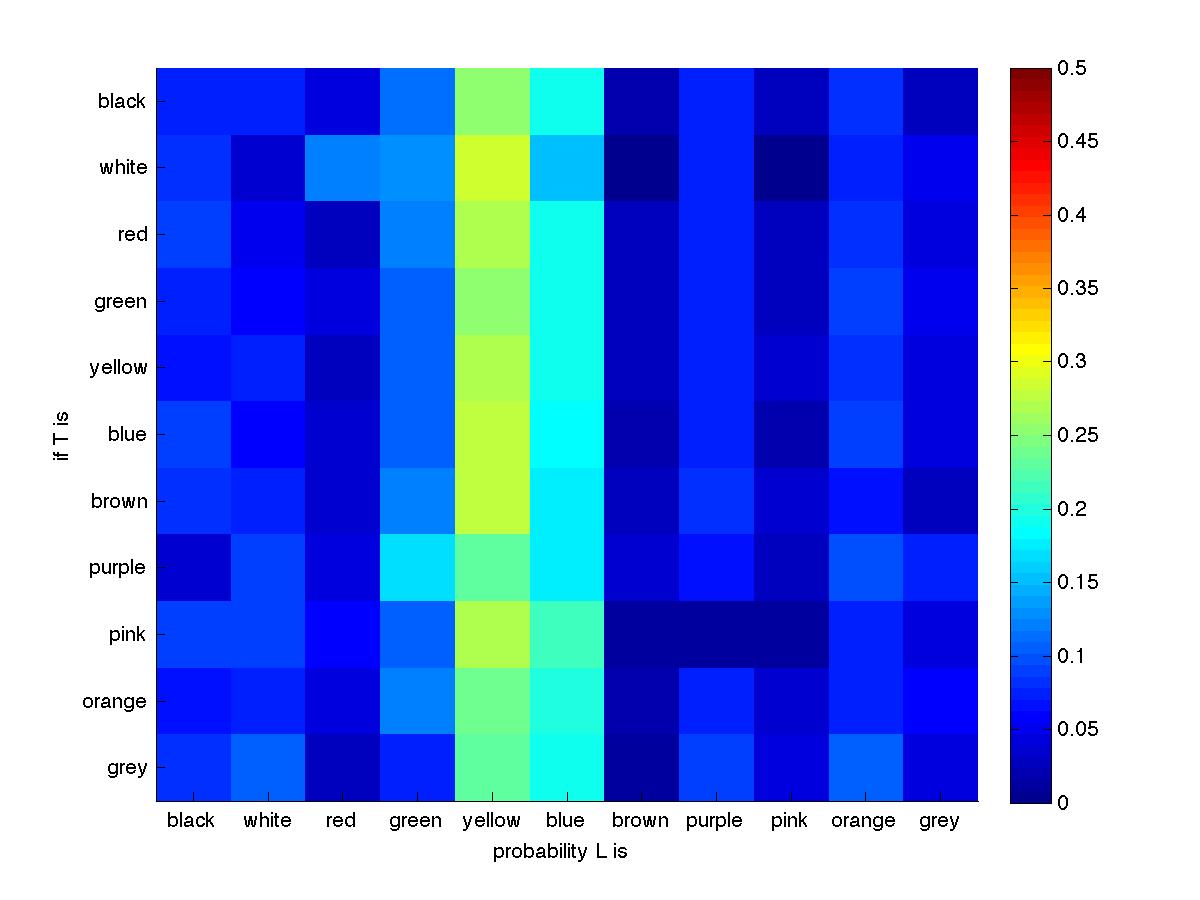 black
white
red
green
yellow
blue
brown
purple
pink
orange
grey
if T is
black white red green yellow blue brown purple pink orange grey
probability L is
0.5
0.45
0.4
0.35
0.3
0.25
0.2
0.15
0.1
0.05
0